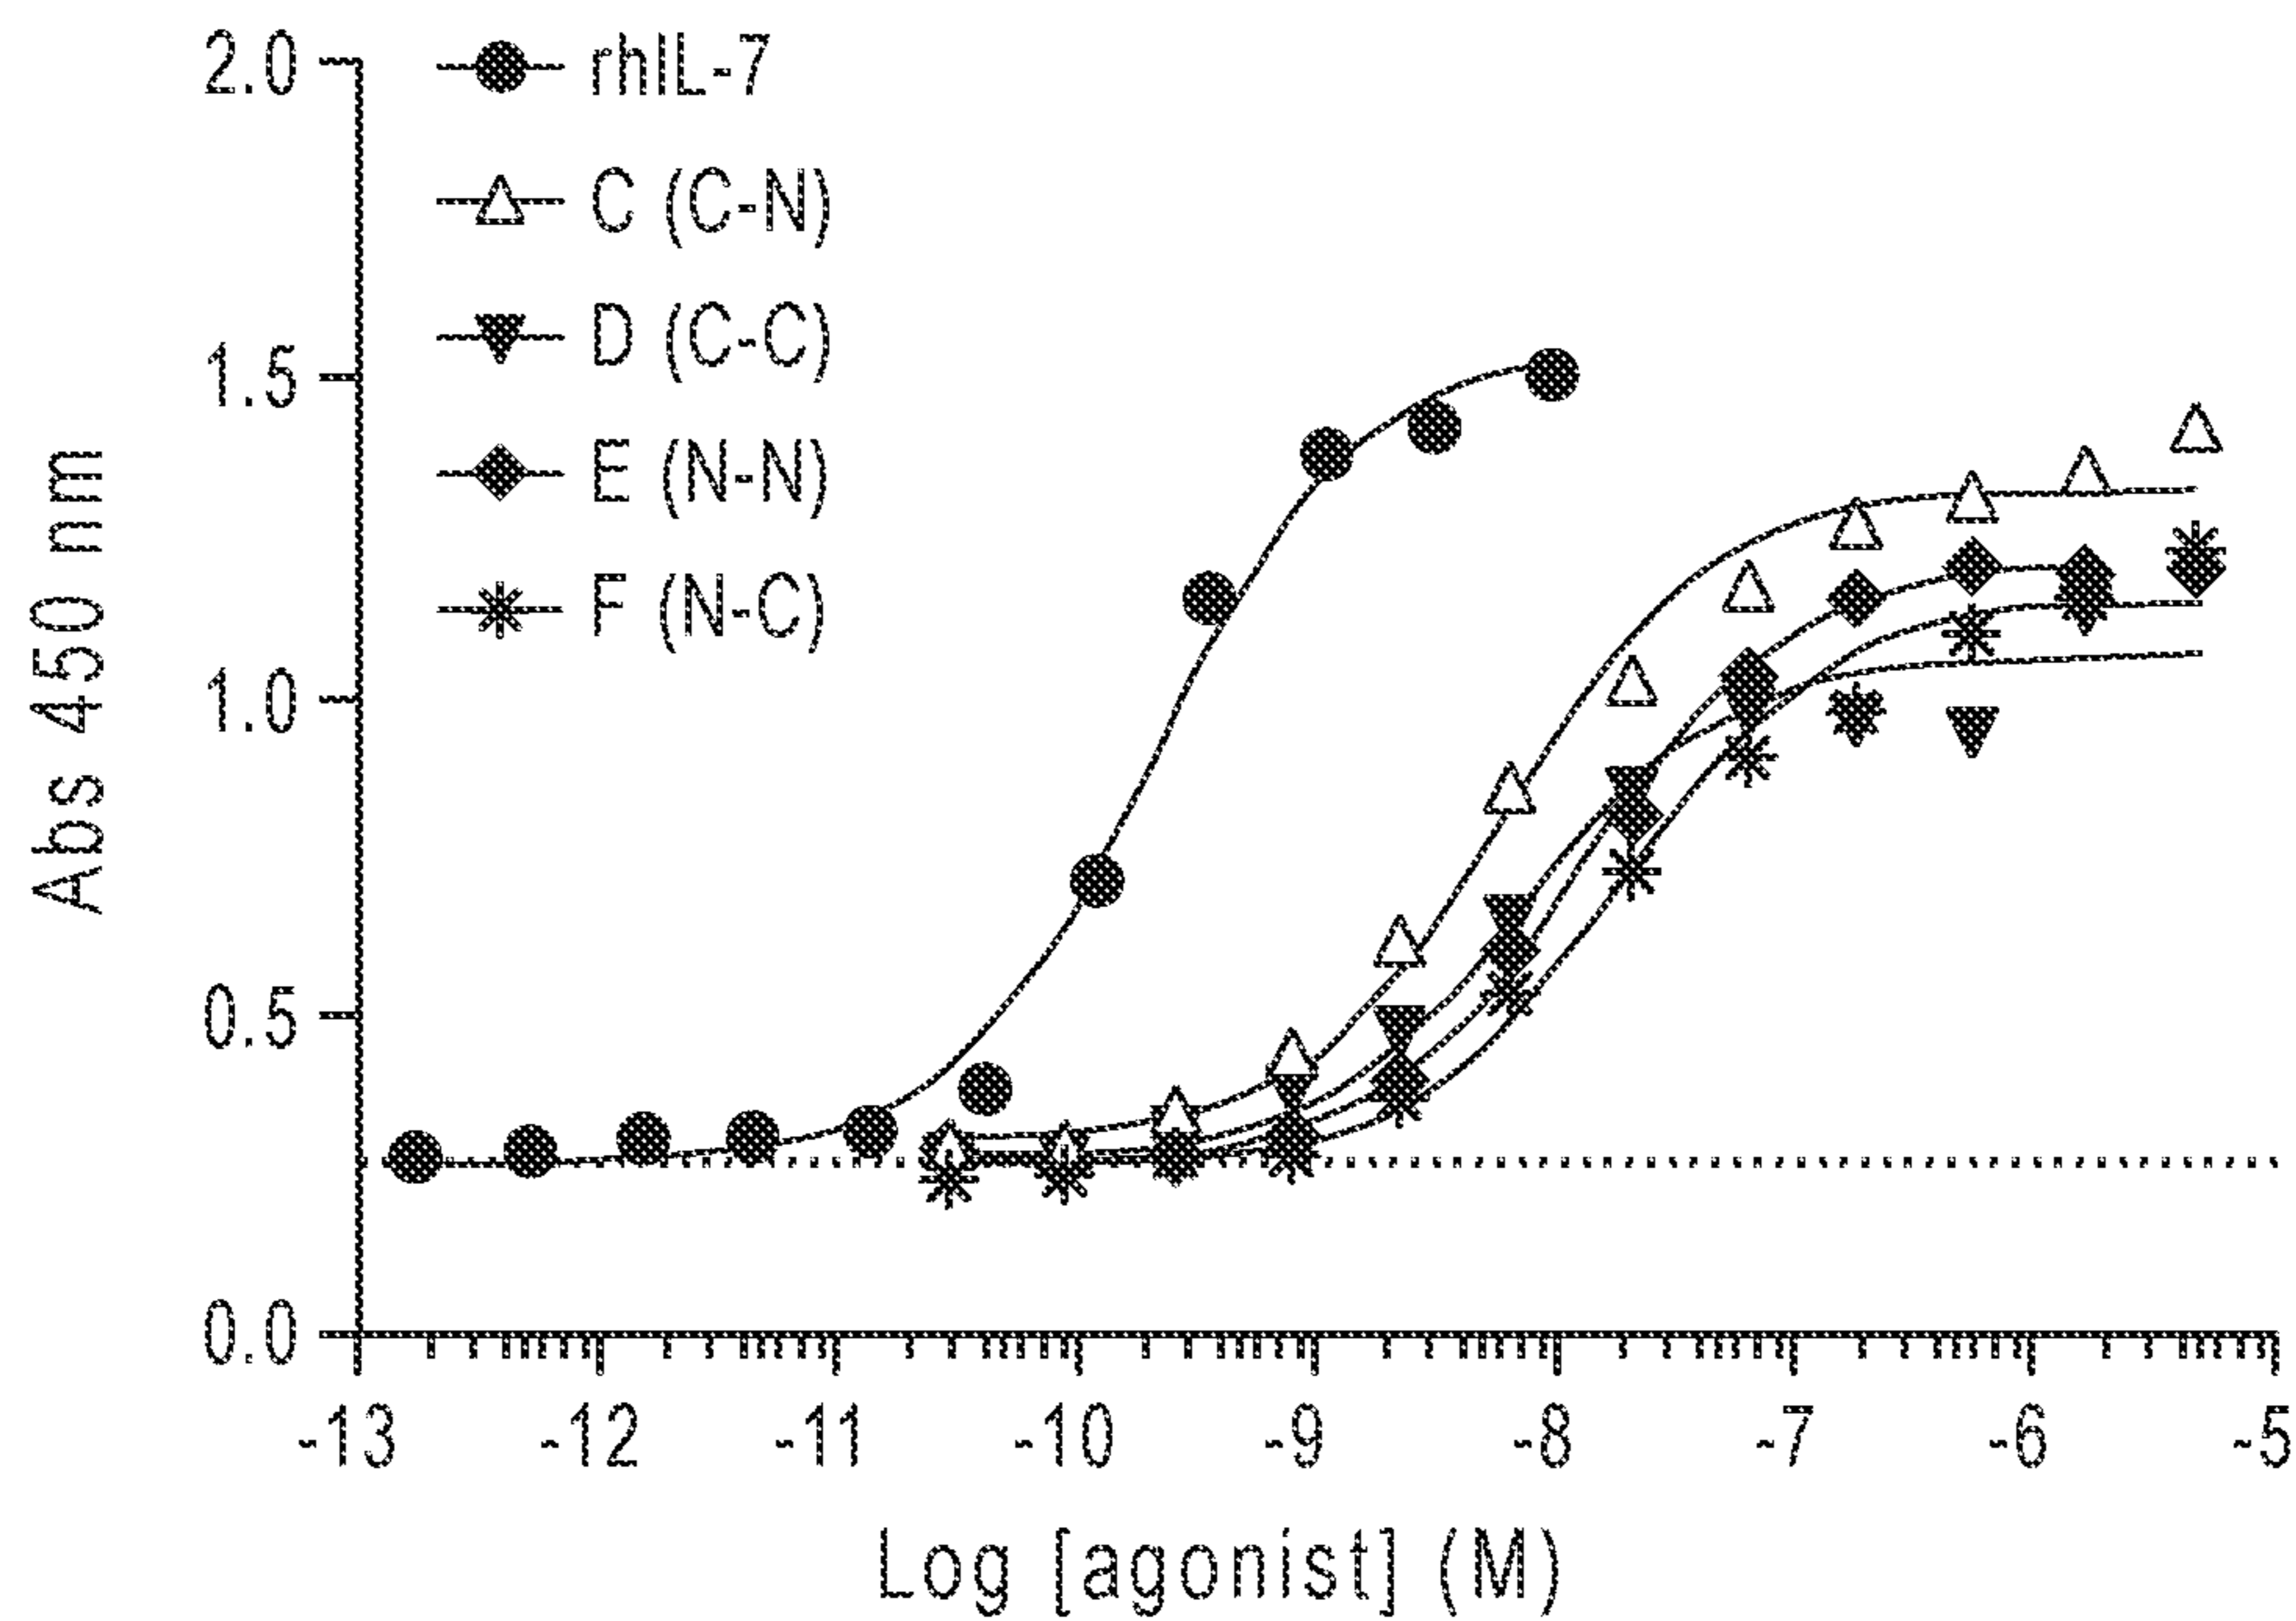 2.0
1.5
1.0
0.5
0.0
Abs 450 nm
rhIL-7
C (C-N)
D (C-C)
E (N-N)
F (N-C)
-13 -12 -11 -10 -9 -8 -7 -6 -5
Log [agonist] (M)